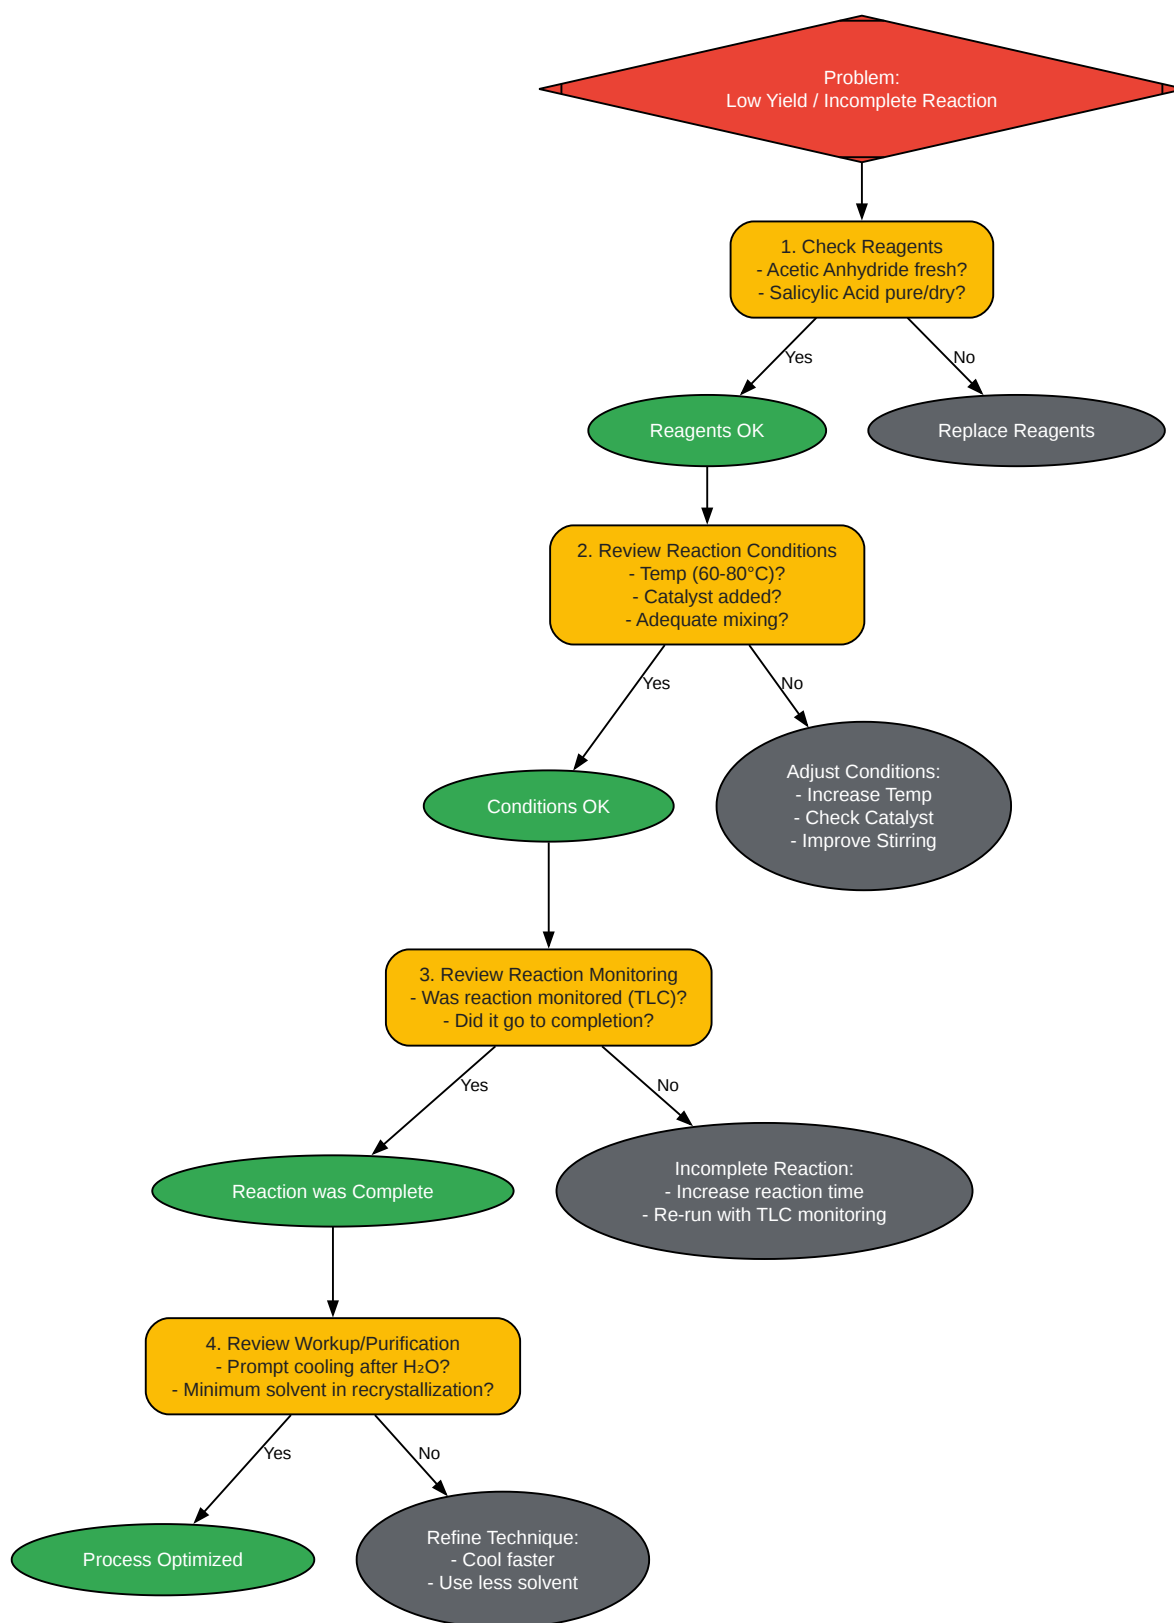 Problem:
Low Yield / Incomplete Reaction
1. Check Reagents
- Acetic Anhydride fresh?
- Salicylic Acid pure/dry?
Yes
No
Reagents OK
Replace Reagents
2. Review Reaction Conditions
- Temp (60-80°C)?
- Catalyst added?
- Adequate mixing?
Yes
No
Conditions OK
Adjust Conditions:
- Increase Temp
- Check Catalyst
- Improve Stirring
3. Review Reaction Monitoring
- Was reaction monitored (TLC)?
- Did it go to completion?
Yes
No
Reaction was Complete
Incomplete Reaction:
- Increase reaction time
- Re-run with TLC monitoring
4. Review Workup/Purification
- Prompt cooling after H₂O?
- Minimum solvent in recrystallization?
Yes
No
Process Optimized
Refine Technique:
- Cool faster
- Use less solvent